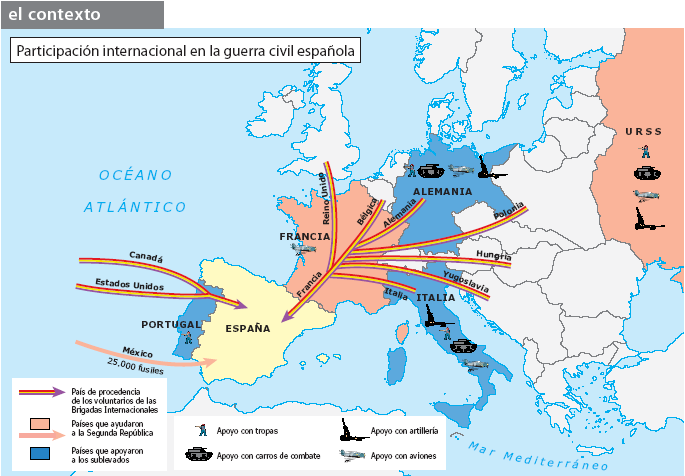 el contexto
Participación internacional en la guerra civil española
URSS
OCÉANO
ATLÁNTICO
ALEMANIA
Reino Unido
Bélgica
Alemania
Polonia
FRANCIA
Canadá
Francia
Hungría
Estados Unidos
Yugoslavia
Italia
ITALIA
PORTUGAL
ESPAÑA
México
25.000 fusiles
País de procedencia
de los voluntarios de las
Brigadas Internacionales
Países que ayudaron
a la Segunda República
Países que apoyaron
a los sublevados
Apoyo con tropas
Apoyo con artillería
Apoyo con carros de combate
Apoyo con aviones
Mar Mediterráneo